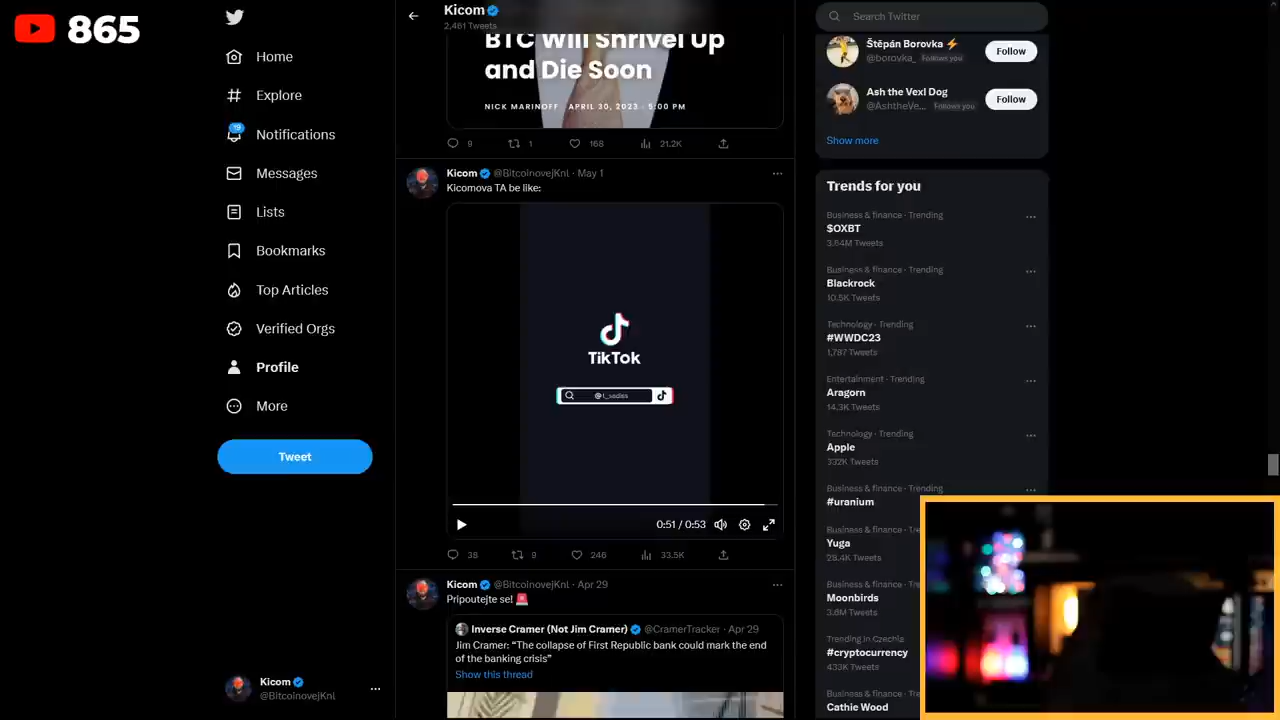 865
Home
Explore
19
Notifications
Messages
Lists
Bookmarks
Top Articles
Verified Orgs
Profile
More
Tweet
Kicom
@BitcoinovejKnl
Kicom
2,461 Tweets
BTC Will Shrivel Up
and Die Soon
NICK MARINOFF APRIL 30, 2023 · 5:00 PM
9 1 168 21.2K
Kicom @BitcoinovejKnl · May 1
Kicomova TA be like:
TikTok
0:51 / 0:53
38 9 246 33.5K
Kicom @BitcoinovejKnl · Apr 29
Připoutejte se!
Inverse Cramer (Not Jim Cramer) @CramerTracker · Apr 29
Jim Cramer: “The collapse of First Republic bank could mark the end
of the banking crisis”
Show this thread
Search Twitter
Štěpán Borovka
@borovka_ Follows you
Follow
Ash the Vexl Dog
@AshtheVe... Follows you
Follow
Show more
Trends for you
Business & finance · Trending
$OXBT
3.64M Tweets
Business & finance · Trending
Blackrock
10.5K Tweets
Technology · Trending
#WWDC23
1,787 Tweets
Entertainment · Trending
Aragorn
14.3K Tweets
Technology · Trending
Apple
332K Tweets
Business & finance · Trending
#uranium
Business & finance · Tre
Yuga
28.4K Tweets
Business & finance · Tre
Moonbirds
3.6M Tweets
Trending in Czechia
#cryptocurrency
433K Tweets
Business & finance · Tre
Cathie Wood